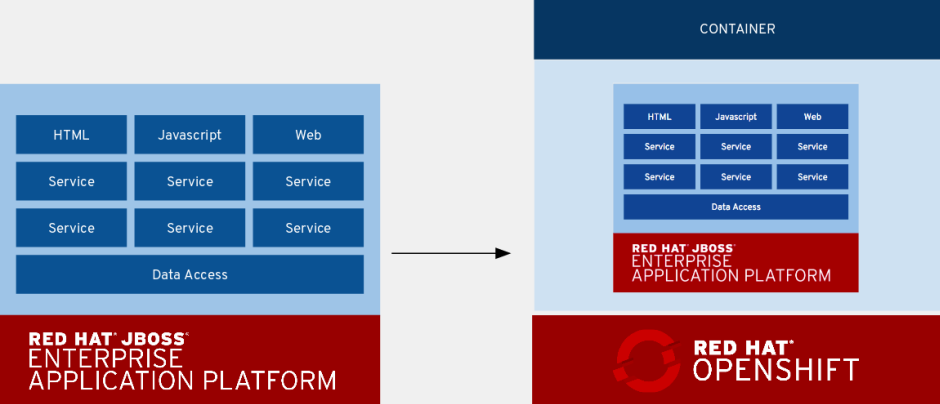 HTML Javascript Web
Service Service Service
Service Service Service
Data Access
RED HAT® JBOSS®
ENTERPRISE
APPLICATION PLATFORM
CONTAINER
HTML Javascript Web
Service Service Service
Service Service Service
Data Access
RED HAT® JBOSS®
ENTERPRISE
APPLICATION PLATFORM
RED HAT®
OPENSHIFT